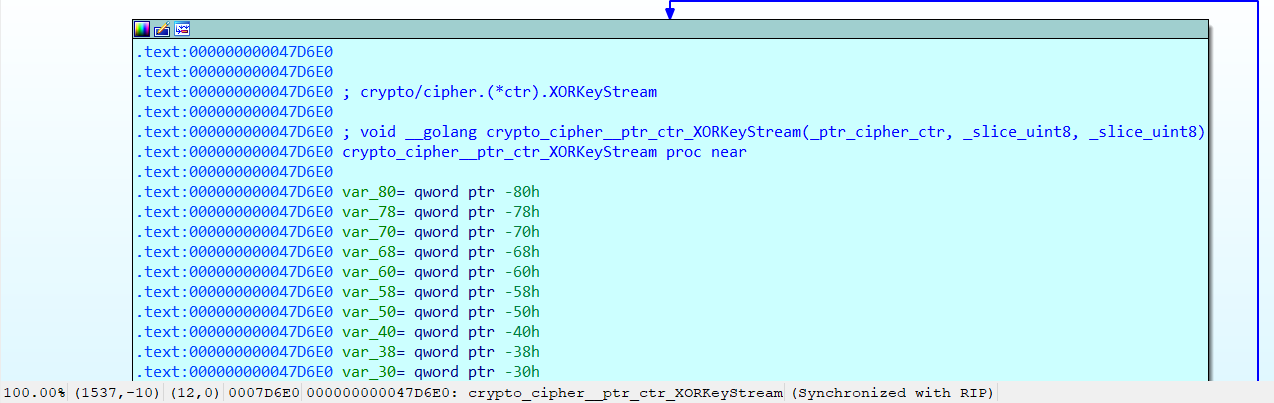 .text:000000000047D6E0
.text:000000000047D6E0
.text:000000000047D6E0 ; crypto/cipher.(*ctr).XORKeyStream
.text:000000000047D6E0
.text:000000000047D6E0 ; void __golang crypto_cipher__ptr_ctr_XORKeyStream(_ptr_cipher_ctr, _slice_uint8, _slice_uint8)
.text:000000000047D6E0 crypto_cipher__ptr_ctr_XORKeyStream proc near
.text:000000000047D6E0
.text:000000000047D6E0 var_80= qword ptr -80h
.text:000000000047D6E0 var_78= qword ptr -78h
.text:000000000047D6E0 var_70= qword ptr -70h
.text:000000000047D6E0 var_68= qword ptr -68h
.text:000000000047D6E0 var_60= qword ptr -60h
.text:000000000047D6E0 var_58= qword ptr -58h
.text:000000000047D6E0 var_50= qword ptr -50h
.text:000000000047D6E0 var_40= qword ptr -40h
.text:000000000047D6E0 var_38= qword ptr -38h
.text:000000000047D6E0 var_30= qword ptr -30h
100.00% (1537,-10) (12,0) 0007D6E0 000000000047D6E0: crypto_cipher__ptr_ctr_XORKeyStream (Synchronized with RIP)